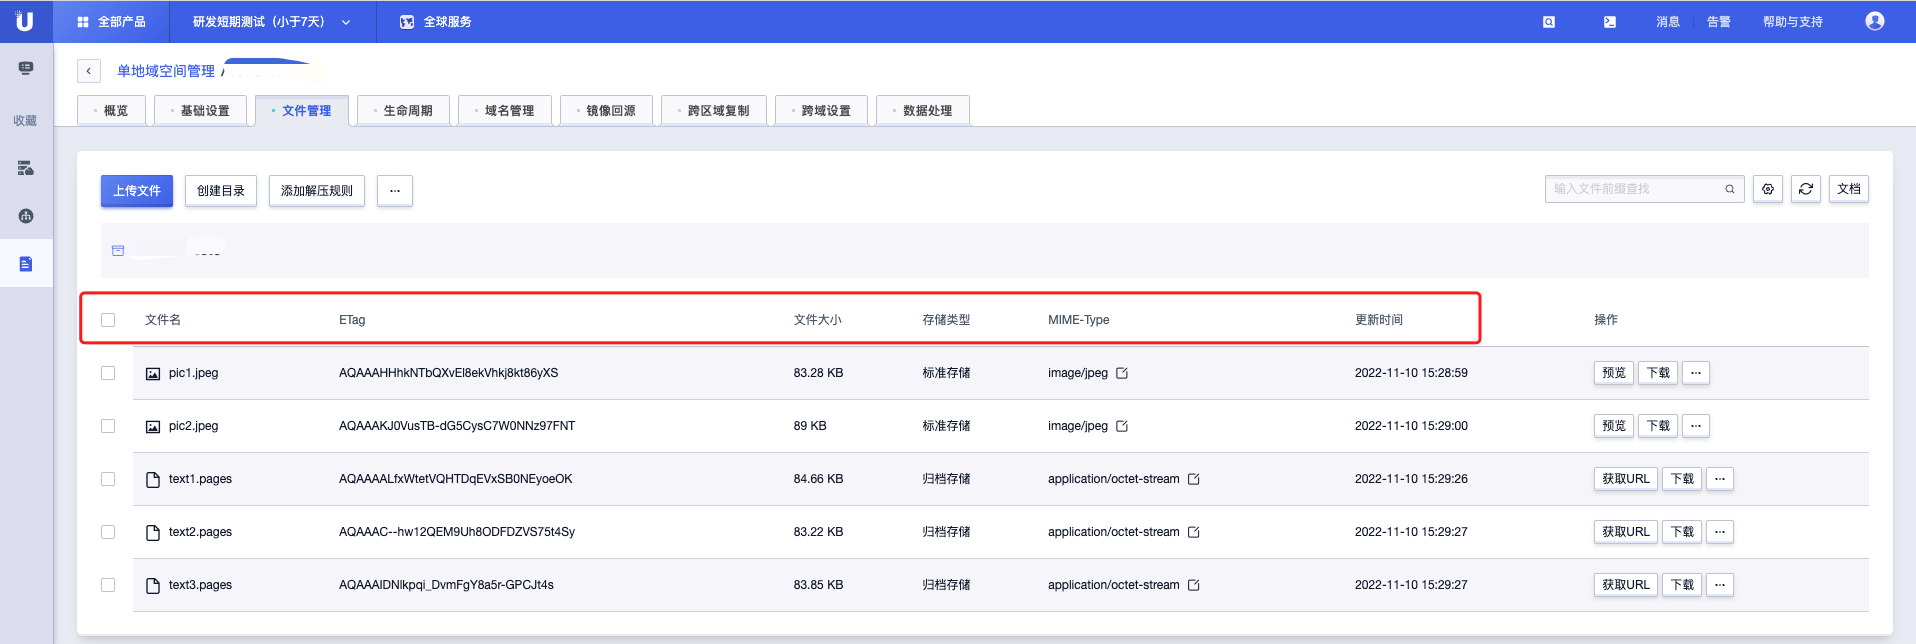 全部产品 研发短期测试（小于7天） 全球服务 消息 告警 帮助与支持
单地域空间管理 /
概览 基础设置 文件管理 生命周期 域名管理 镜像回源 跨区域复制 跨域设置 数据处理
收藏
上传文件 创建目录 添加解压规则 ... 输入文件前缀查找 文档
文件名 ETag 文件大小 存储类型 MIME-Type 更新时间 操作
pic1.jpeg AQAAAHHhkNTbQXvEl8ekVhkj8kt86yXS 83.28 KB 标准存储 image/jpeg 2022-11-10 15:28:59 预览 下载 ...
pic2.jpeg AQAAAKJ0VusTB-dG5CysC7W0NNz97FNT 89 KB 标准存储 image/jpeg 2022-11-10 15:29:00 预览 下载 ...
text1.pages AQAAAALfxWtetVQHTDqEVxSB0NEyoeOK 84.66 KB 归档存储 application/octet-stream 2022-11-10 15:29:26 获取URL 下载 ...
text2.pages AQAAAC--hw12QEM9Uh8ODFDZVS75t4Sy 83.22 KB 归档存储 application/octet-stream 2022-11-10 15:29:27 获取URL 下载 ...
text3.pages AQAAAIDNlkpqi_DvmFgY8a5r-GPCJt4s 83.85 KB 归档存储 application/octet-stream 2022-11-10 15:29:27 获取URL 下载 ...